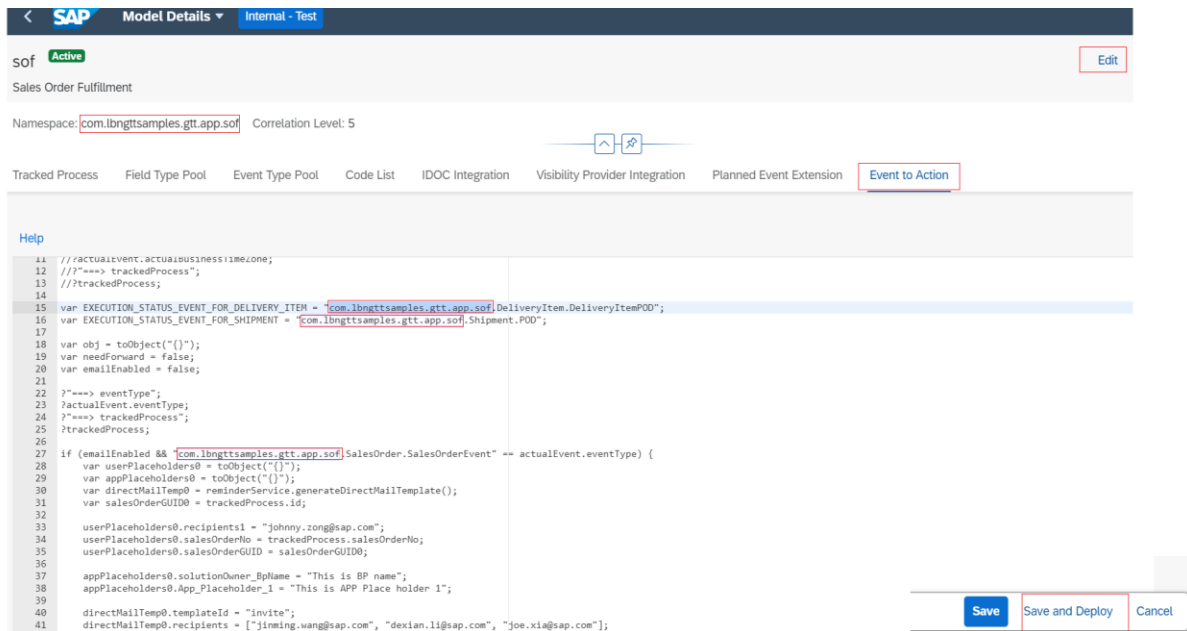 SAP Model Details Internal - Test
sof Active
Edit
Sales Order Fulfillment
Namespace: com.lbngttsamples.gtt.app.sof Correlation Level: 5
Tracked Process Field Type Pool Event Type Pool Code List IDOC Integration Visibility Provider Integration Planned Event Extension Event to Action
Help
11 //?actualEvent.actualBusinessTimeZone;
12 //?"===> trackedProcess";
13 //?trackedProcess;
14
15 var EXECUTION_STATUS_EVENT_FOR_DELIVERY_ITEM = "com.lbngttsamples.gtt.app.sof.DeliveryItem.DeliveryItemPOD";
16 var EXECUTION_STATUS_EVENT_FOR_SHIPMENT = "com.lbngttsamples.gtt.app.sof.Shipment.POD";
17
18 var obj = toObject("{}");
19 var needForward = false;
20 var emailEnabled = false;
21
22 ?"===> eventType";
23 ?actualEvent.eventType;
24 ?"===> trackedProcess";
25 ?trackedProcess;
26
27 if (emailEnabled && "com.lbngttsamples.gtt.app.sof.SalesOrder.SalesOrderEvent" == actualEvent.eventType) {
28 var userPlaceholders0 = toObject("{}");
29 var appPlaceholders0 = toObject("{}");
30 var directMailTemp0 = reminderService.generateDirectMailTemplate();
31 var salesOrderGUID0 = trackedProcess.id;
32
33 userPlaceholders0.recipients1 = "johnny.zong@sap.com";
34 userPlaceholders0.salesOrderNo = trackedProcess.salesOrderNo;
35 userPlaceholders0.salesOrderGUID = salesOrderGUID0;
36
37 appPlaceholders0.solutionOwner_BpName = "This is BP name";
38 appPlaceholders0.App_Placeholder_1 = "This is APP Place holder 1";
39
40 directMailTemp0.templateId = "invite";
41 directMailTemp0.recipients = ["jinming.wang@sap.com", "dexian.li@sap.com", "joe.xia@sap.com"];
Save Save and Deploy Cancel